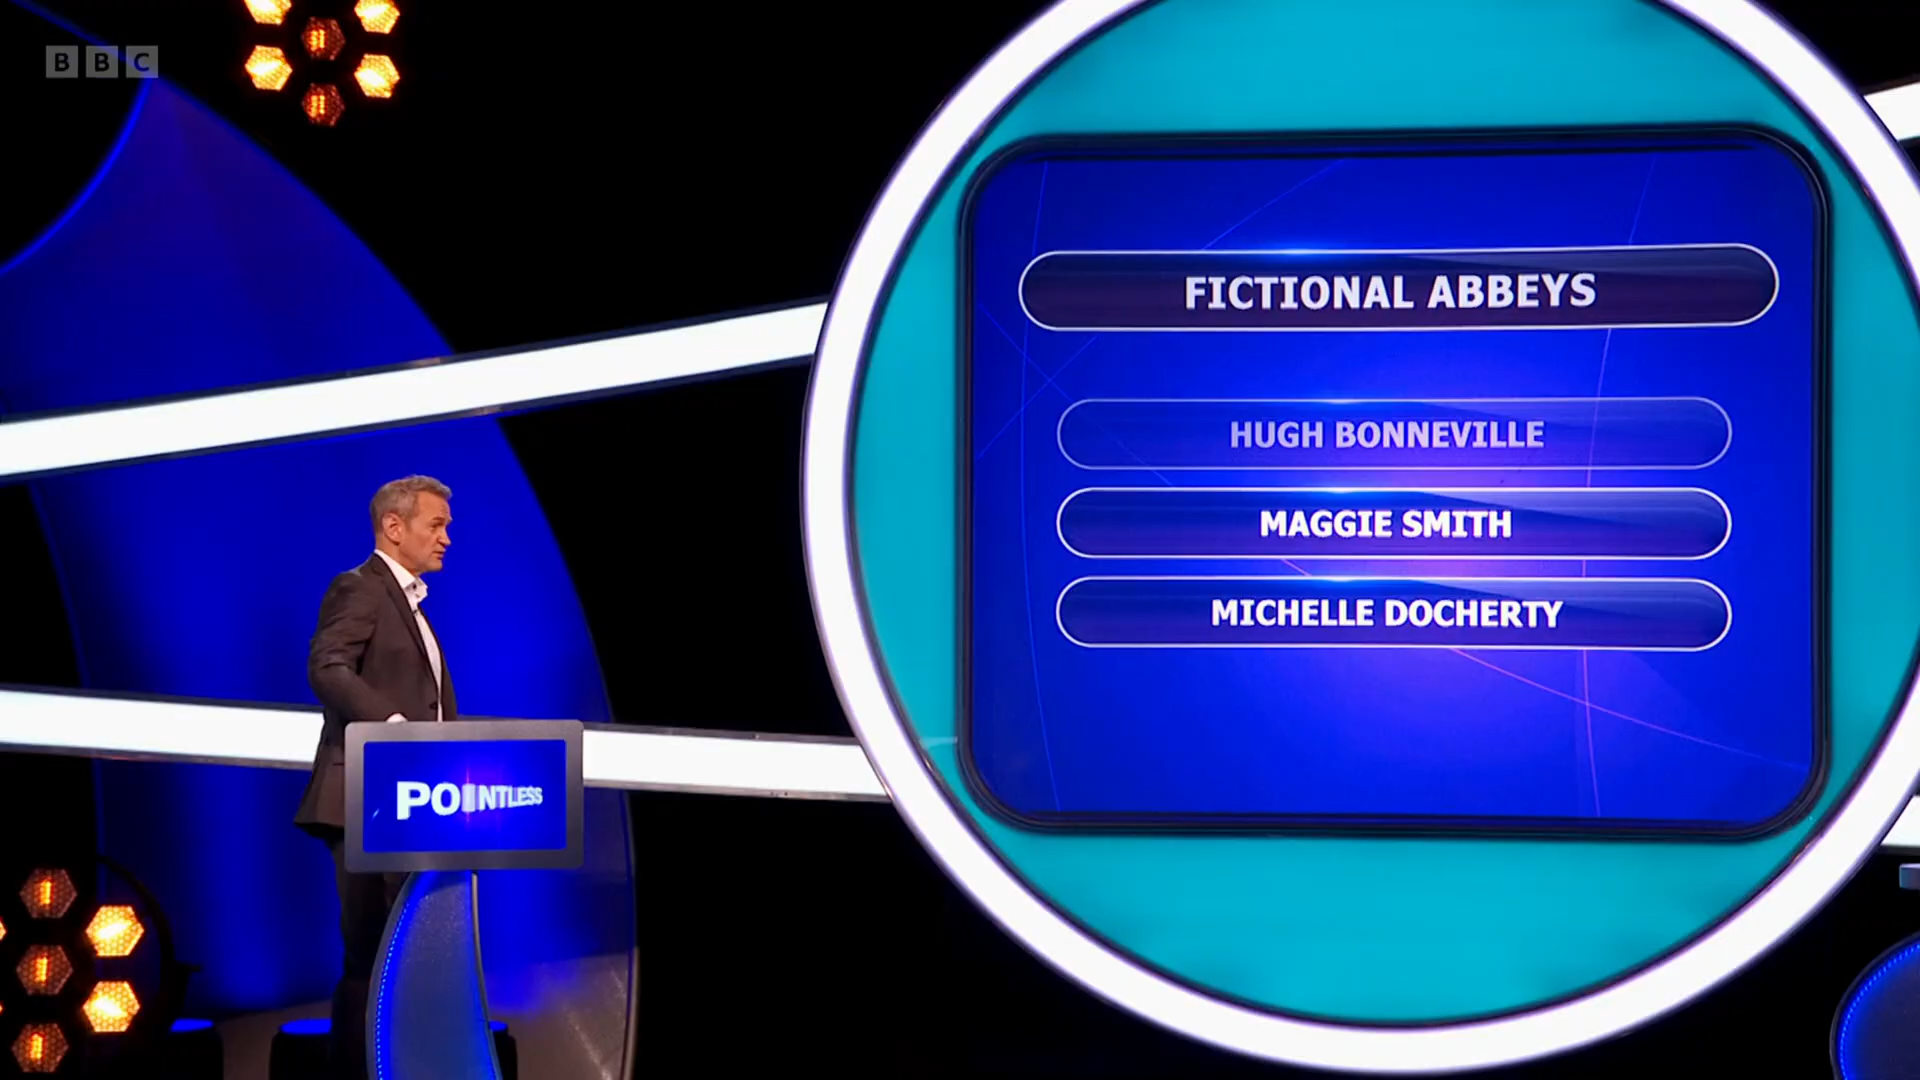 BBC
FICTIONAL ABBEYS
HUGH BONNEVILLE
MAGGIE SMITH
MICHELLE DOCHERTY
POINTLESS